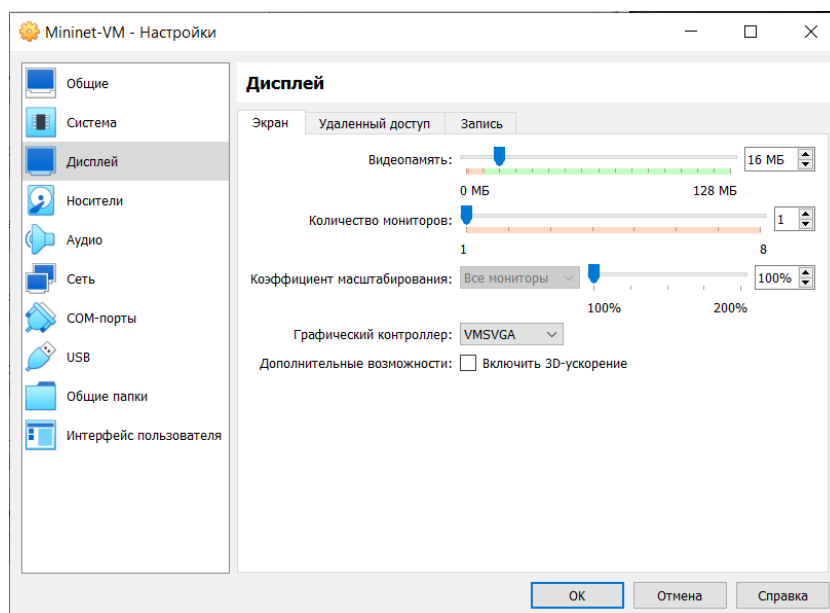 Mininet-VM - Настройки
Общие
Система
Дисплей
Носители
Аудио
Сеть
COM-порты
USB
Общие папки
Интерфейс пользователя
Дисплей
Экран Удаленный доступ Запись
Видеопамять: 16 МБ
0 МБ 128 МБ
Количество мониторов: 1
1 8
Коэффициент масштабирования: Все мониторы 100%
100% 200%
Графический контроллер: VMSVGA
Дополнительные возможности: Включить 3D-ускорение
OK Отмена Справка